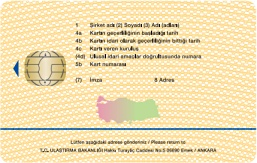 1 Şirket adı (2) Soyadı (3) Adı (adları)
4a Kartın geçerliliğinin başladığı tarih
4b Kartın idari olarak geçerliliğinin bittiği tarih
4c Kartı veren kuruluş
(4d) Ulusal idari amaçlar doğrultusunda numara
5b Kart numarası
(7) İmza 8 Adres
Lütfen aşağıdaki adrese gönderiniz / Please return to
T.C. ULAŞTIRMA BAKANLIĞI Hakkı Turayliç Caddesi No:5 06090 Emek / ANKARA